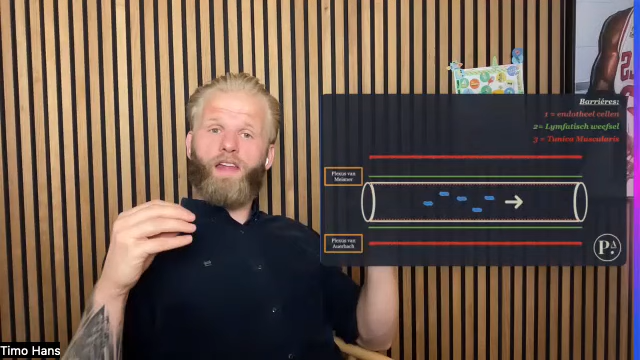 Barrières:
1 = endotheel cellen
2= Lymfatisch weefsel
3 = Tunica Muscularis
Plexus van
Meisner
Plexus van
Auerbach
P
Timo Hans